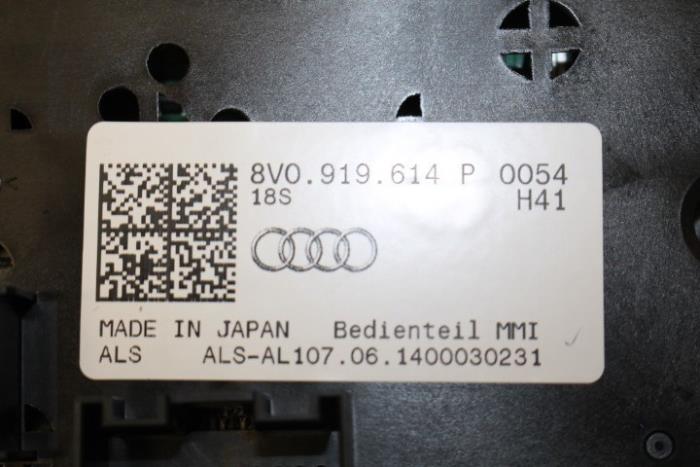 8V0.919.614 P 0054
18S H41
MADE IN JAPAN Bedienteil MMI
ALS ALS-AL107.06.1400030231